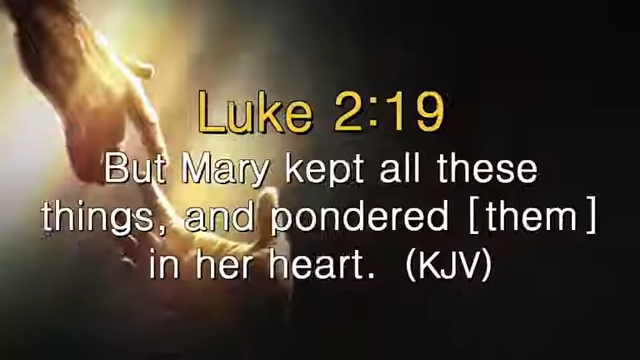 Luke 2:19
But Mary kept all these
things, and pondered [them]
in her heart. (KJV)